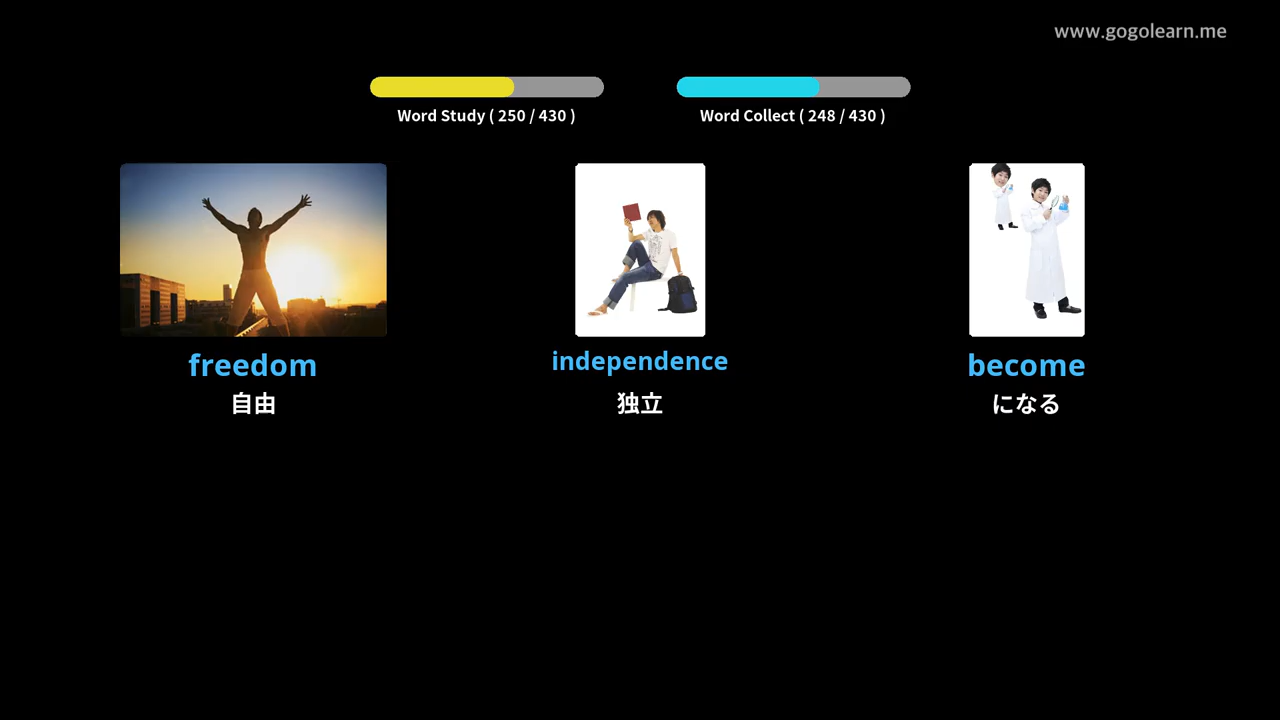 www.gogolearn.me
Word Study ( 250 / 430 )
Word Collect ( 248 / 430 )
freedom
自由
independence
独立
become
になる